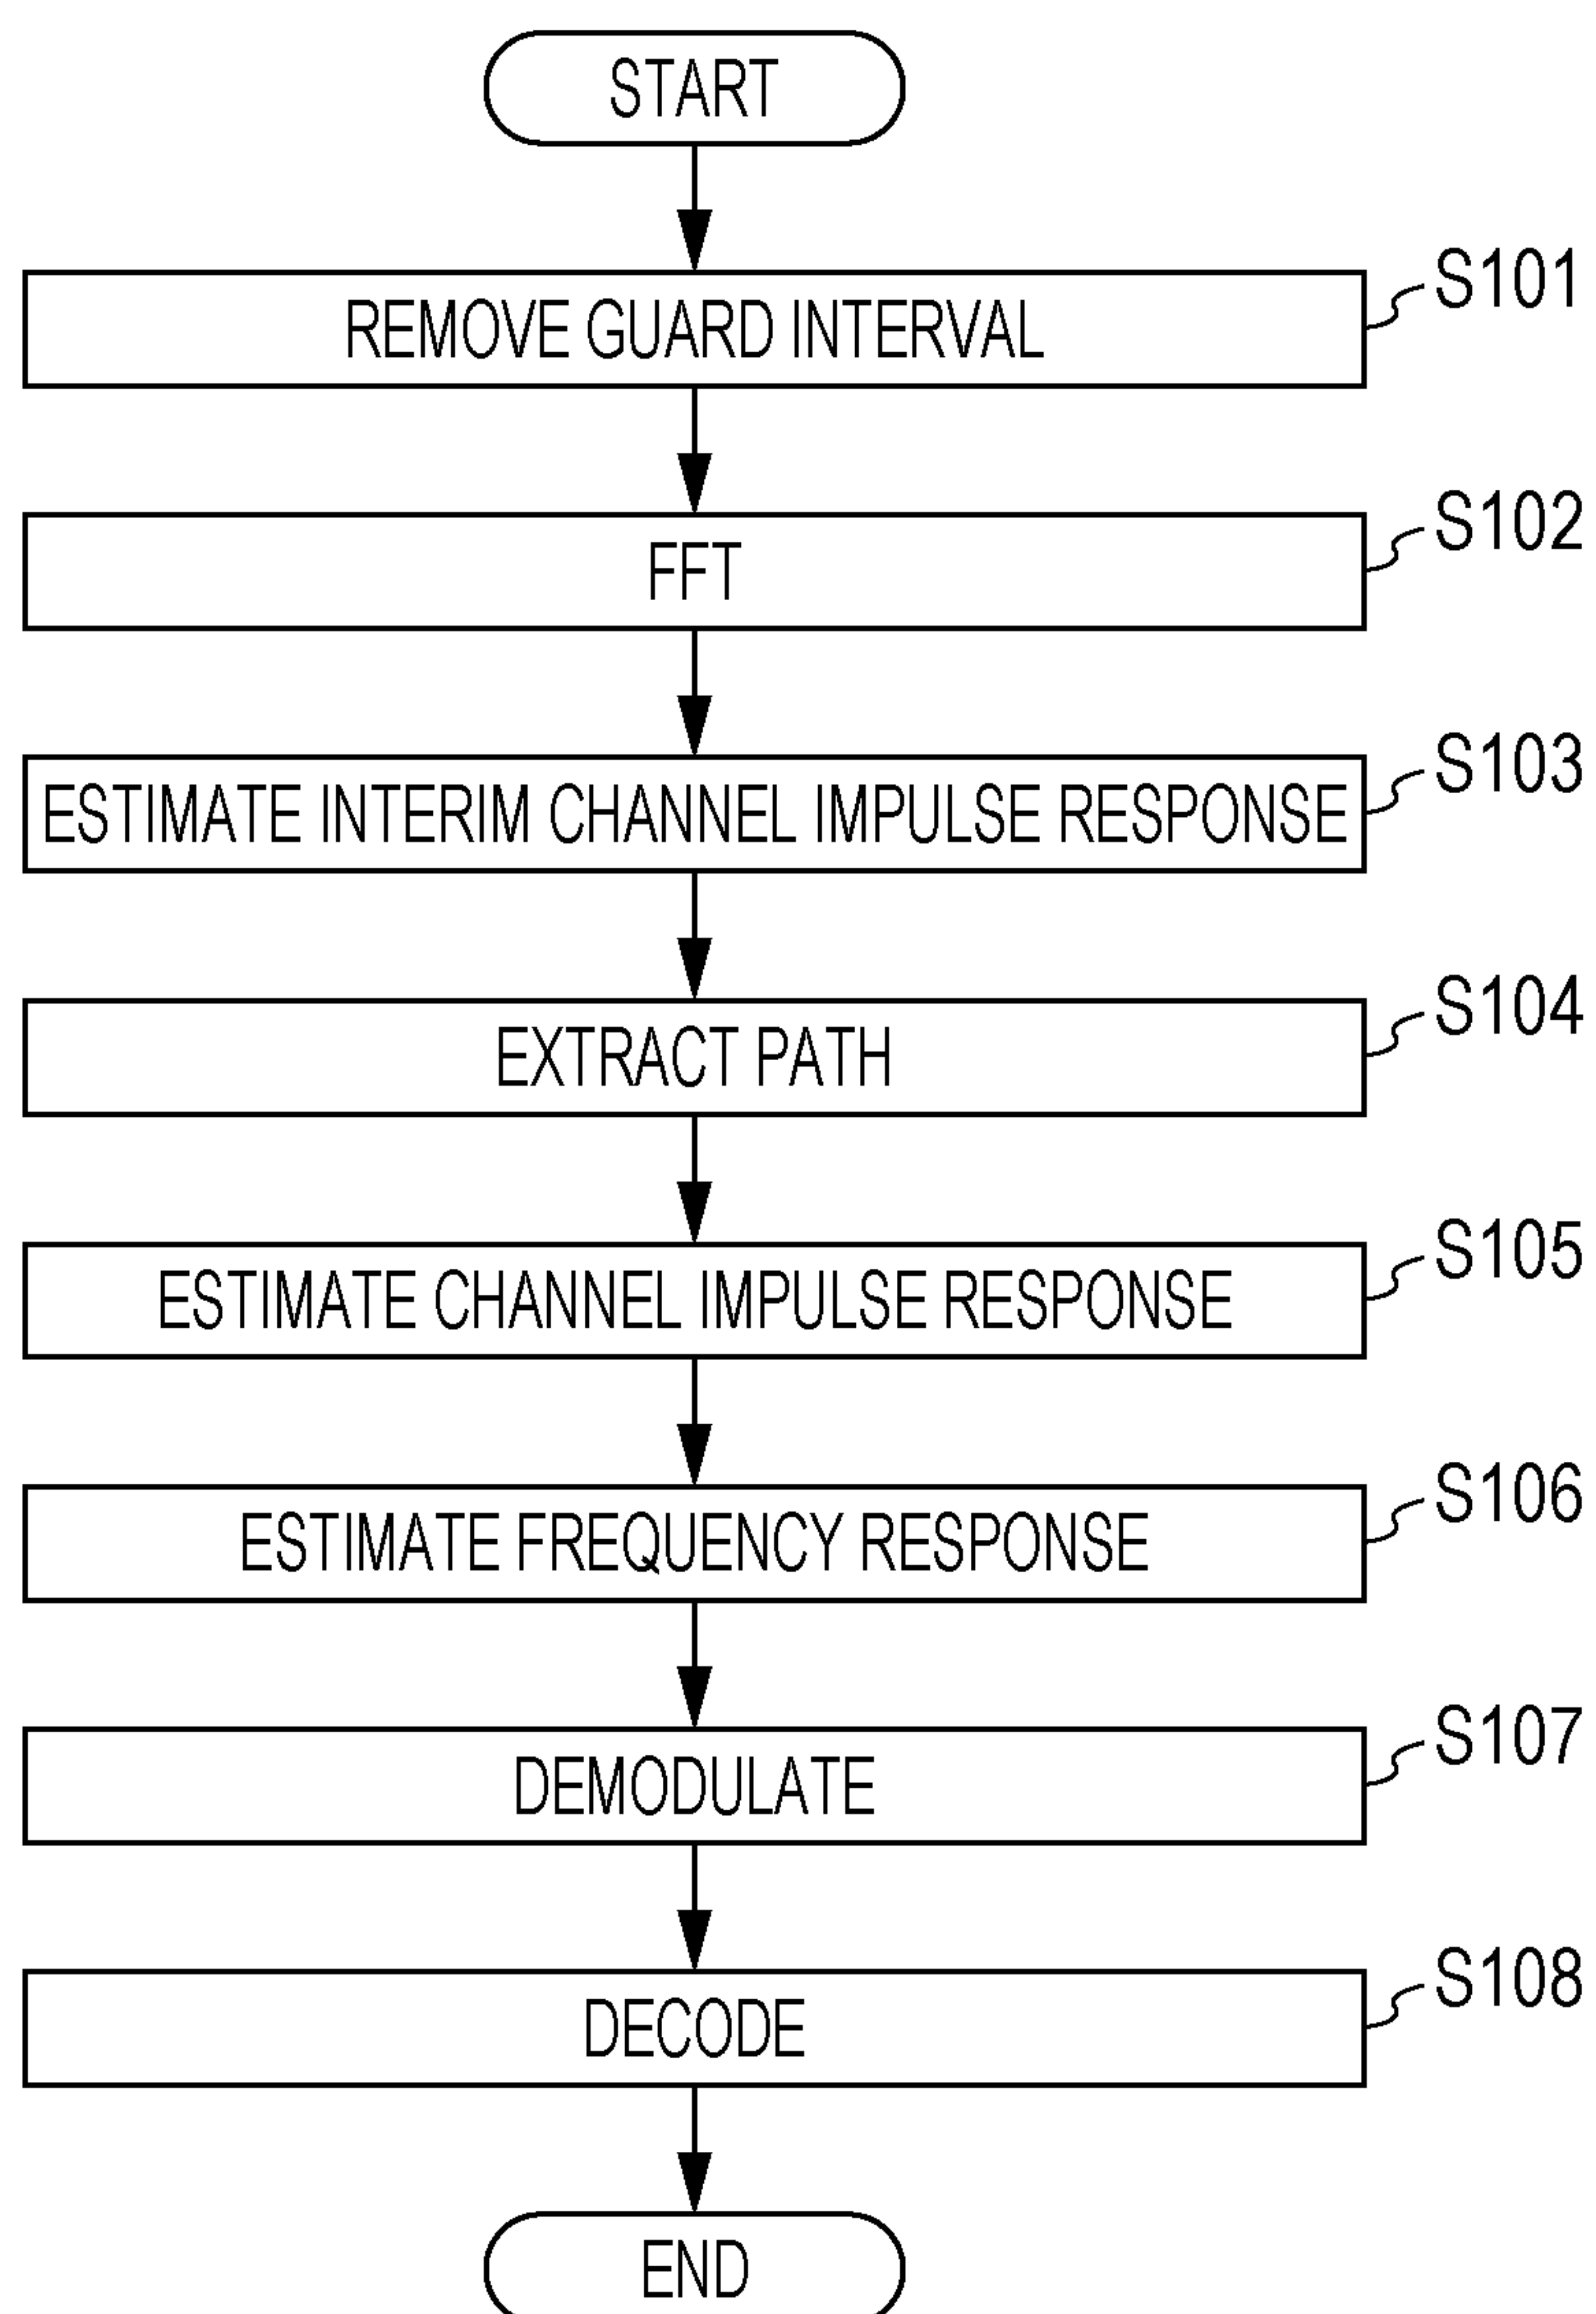 START
REMOVE GUARD INTERVAL
S101
FFT
S102
ESTIMATE INTERIM CHANNEL IMPULSE RESPONSE
S103
EXTRACT PATH
S104
ESTIMATE CHANNEL IMPULSE RESPONSE
S105
ESTIMATE FREQUENCY RESPONSE
S106
DEMODULATE
S107
DECODE
S108
END